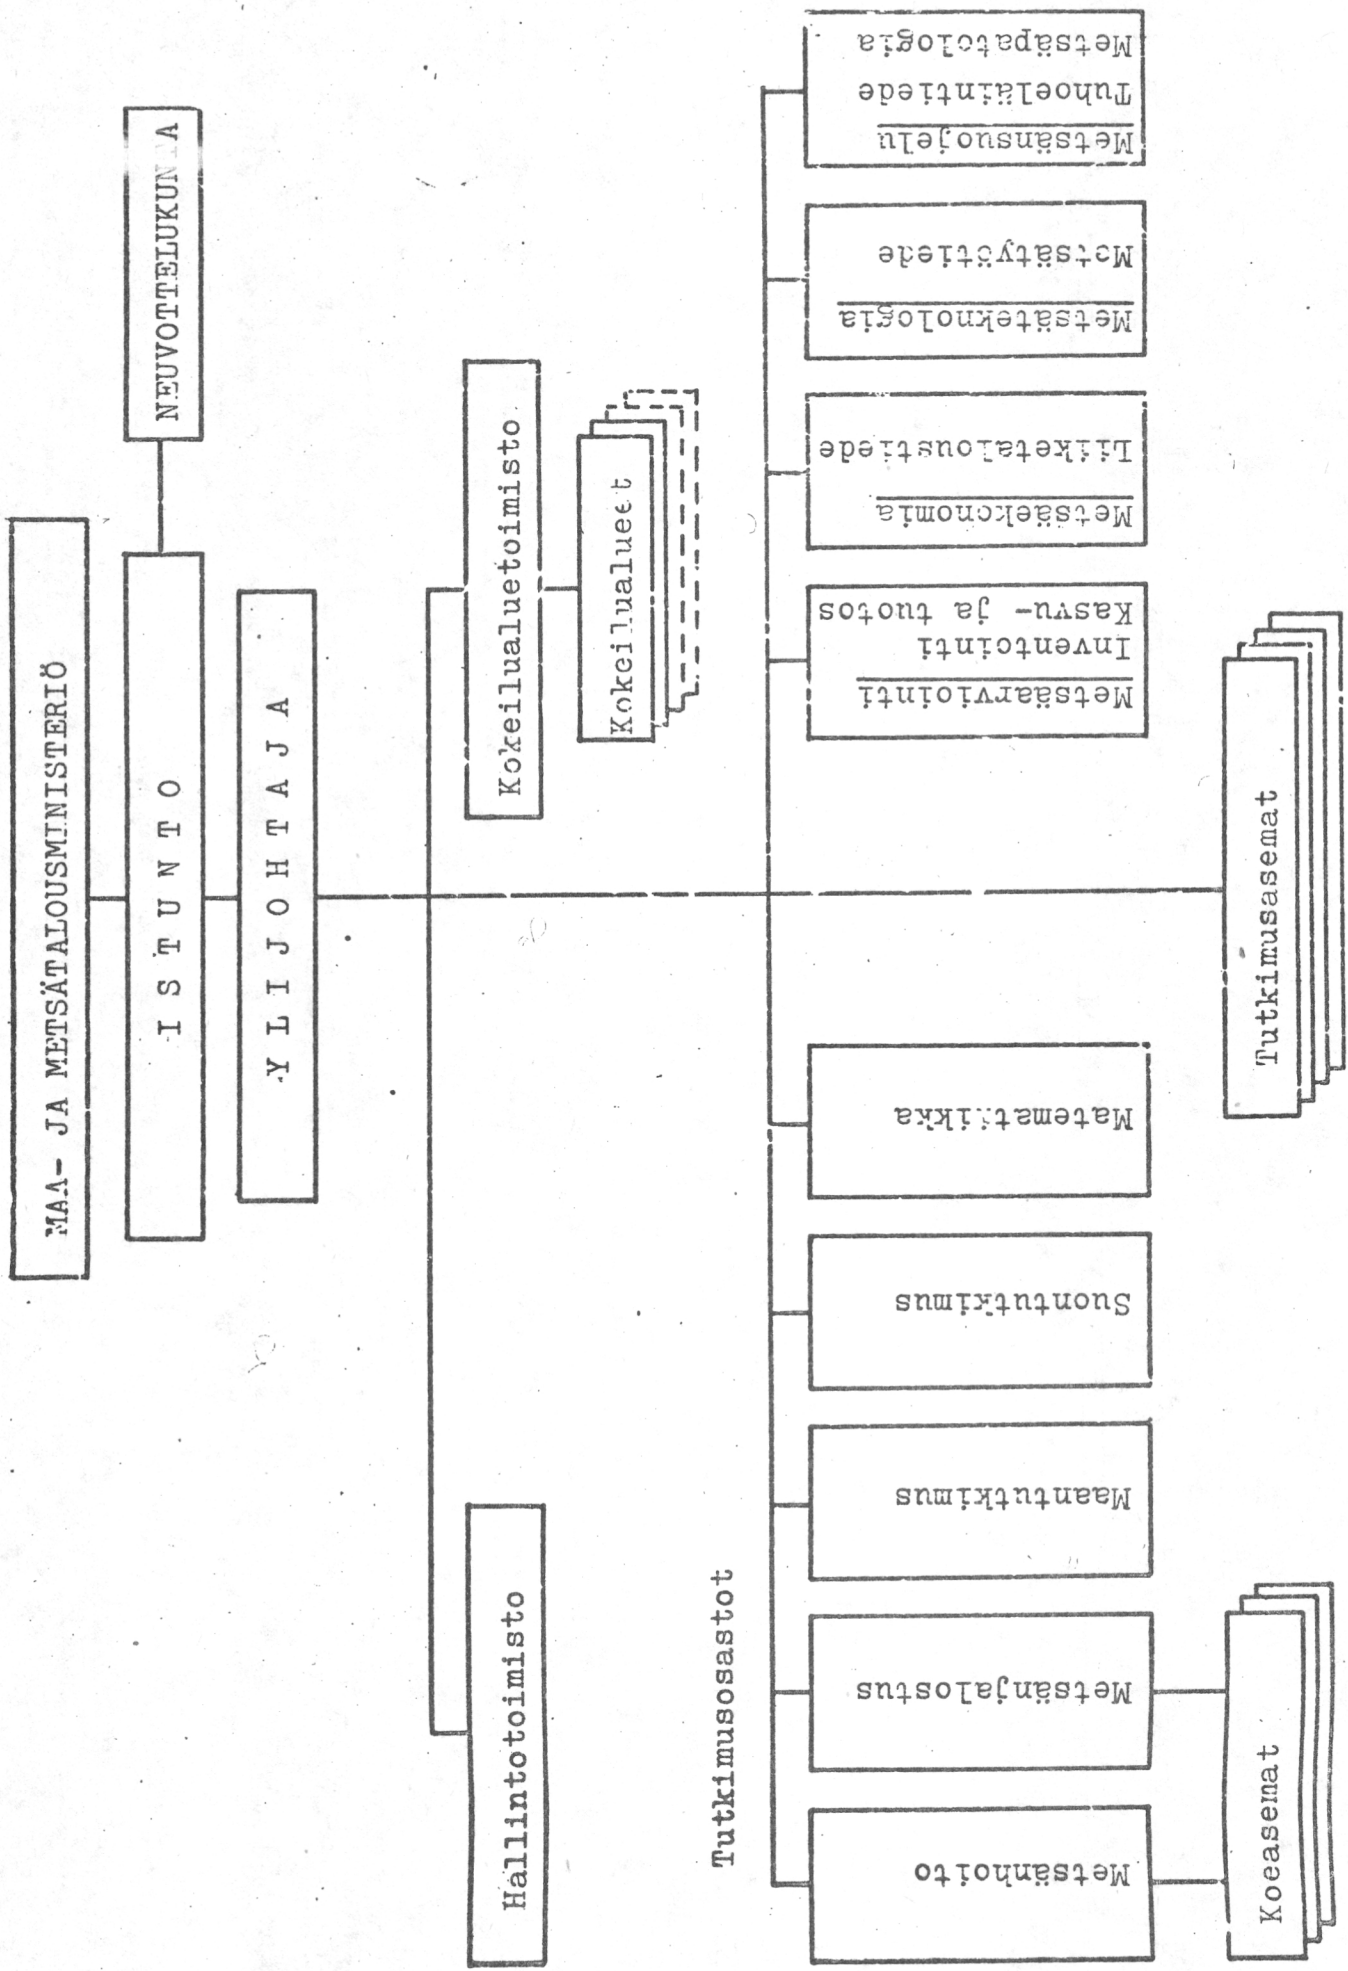 MAA- JA METSÄTALOUSMINISTERIÖ
I S T U N T O
NEUVOTTELUKUNTA
Y L I J O H T A J A
Hallintotoimisto
Kokeilualuetoimisto
Kokeilualueet
Tutkimusosastot
Metsänhoito
Metsänjalostus
Maantutkimus
Suontutkimus
Matematiikka
Metsäarviointi
Inventointi
Kasvu- ja tuotos
Metsäekonomia
Liiketaloustiede
Metsäteknologia
Metsätyötiede
Metsänsuojelu
Tuhoeläintiede
Metsäpatologia
Koeasemat
Tutkimusasemat